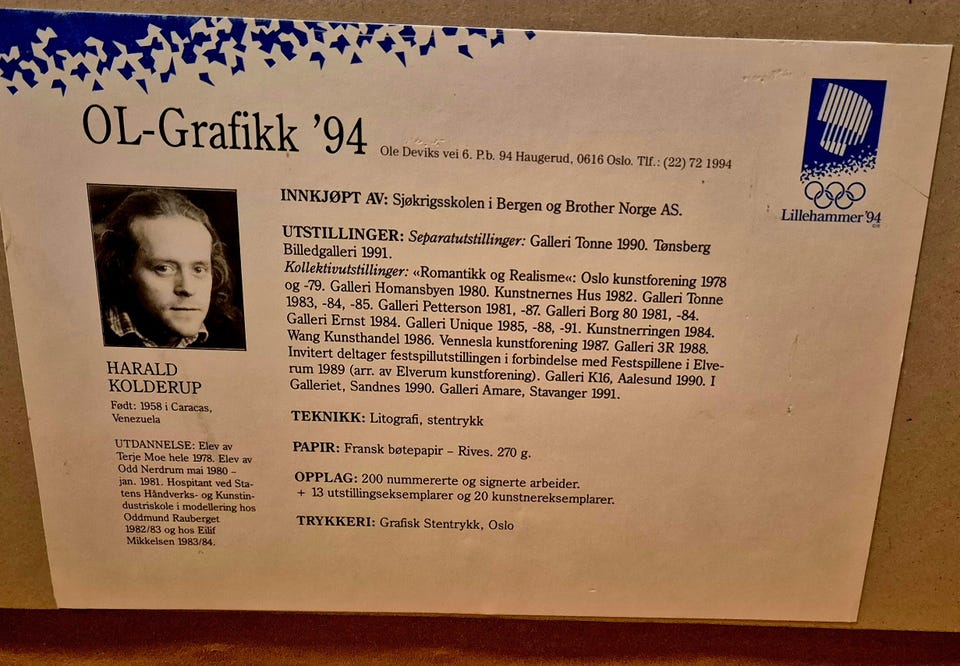 OL-Grafikk ’94
Ole Deviks vei 6. P.b. 94 Haugerud, 0616 Oslo. Tlf.: (22) 72 1994
Lillehammer '94
INNKJØPT AV: Sjøkrigsskolen i Bergen og Brother Norge AS.
UTSTILLINGER: Separatutstillinger: Galleri Tonne 1990. Tønsberg
Billedgalleri 1991.
Kollektivutstillinger: «Romantikk og Realisme«: Oslo kunstforening 1978
og -79. Galleri Homansbyen 1980. Kunstnernes Hus 1982. Galleri Tonne
1983, -84, -85. Galleri Petterson 1981, -87. Galleri Borg 80 1981, -84.
Galleri Ernst 1984. Galleri Unique 1985, -88, -91. Kunstnerringen 1984.
Wang Kunsthandel 1986. Vennesla kunstforening 1987. Galleri 3R 1988.
Invitert deltager festspillutstillingen i forbindelse med Festspillene i Elve-
rum 1989 (arr. av Elverum kunstforening). Galleri K16, Aalesund 1990. I
Galleriet, Sandnes 1990. Galleri Amare, Stavanger 1991.
TEKNIKK: Litografi, stentrykk
PAPIR: Fransk bøtepapir – Rives. 270 g.
OPPLAG: 200 nummererte og signerte arbeider.
+ 13 utstillingseksemplarer og 20 kunstnereksemplarer.
TRYKKERI: Grafisk Stentrykk, Oslo
HARALD
KOLDERUP
Født: 1958 i Caracas,
Venezuela
UTDANNELSE: Elev av
Terje Moe hele 1978. Elev av
Odd Nerdrum mai 1980 –
jan. 1981. Hospitant ved Sta-
tens Håndverks- og Kunstin-
dustriskole i modellering hos
Oddmund Rauberget
1982/83 og hos Eilif
Mikkelsen 1983/84.